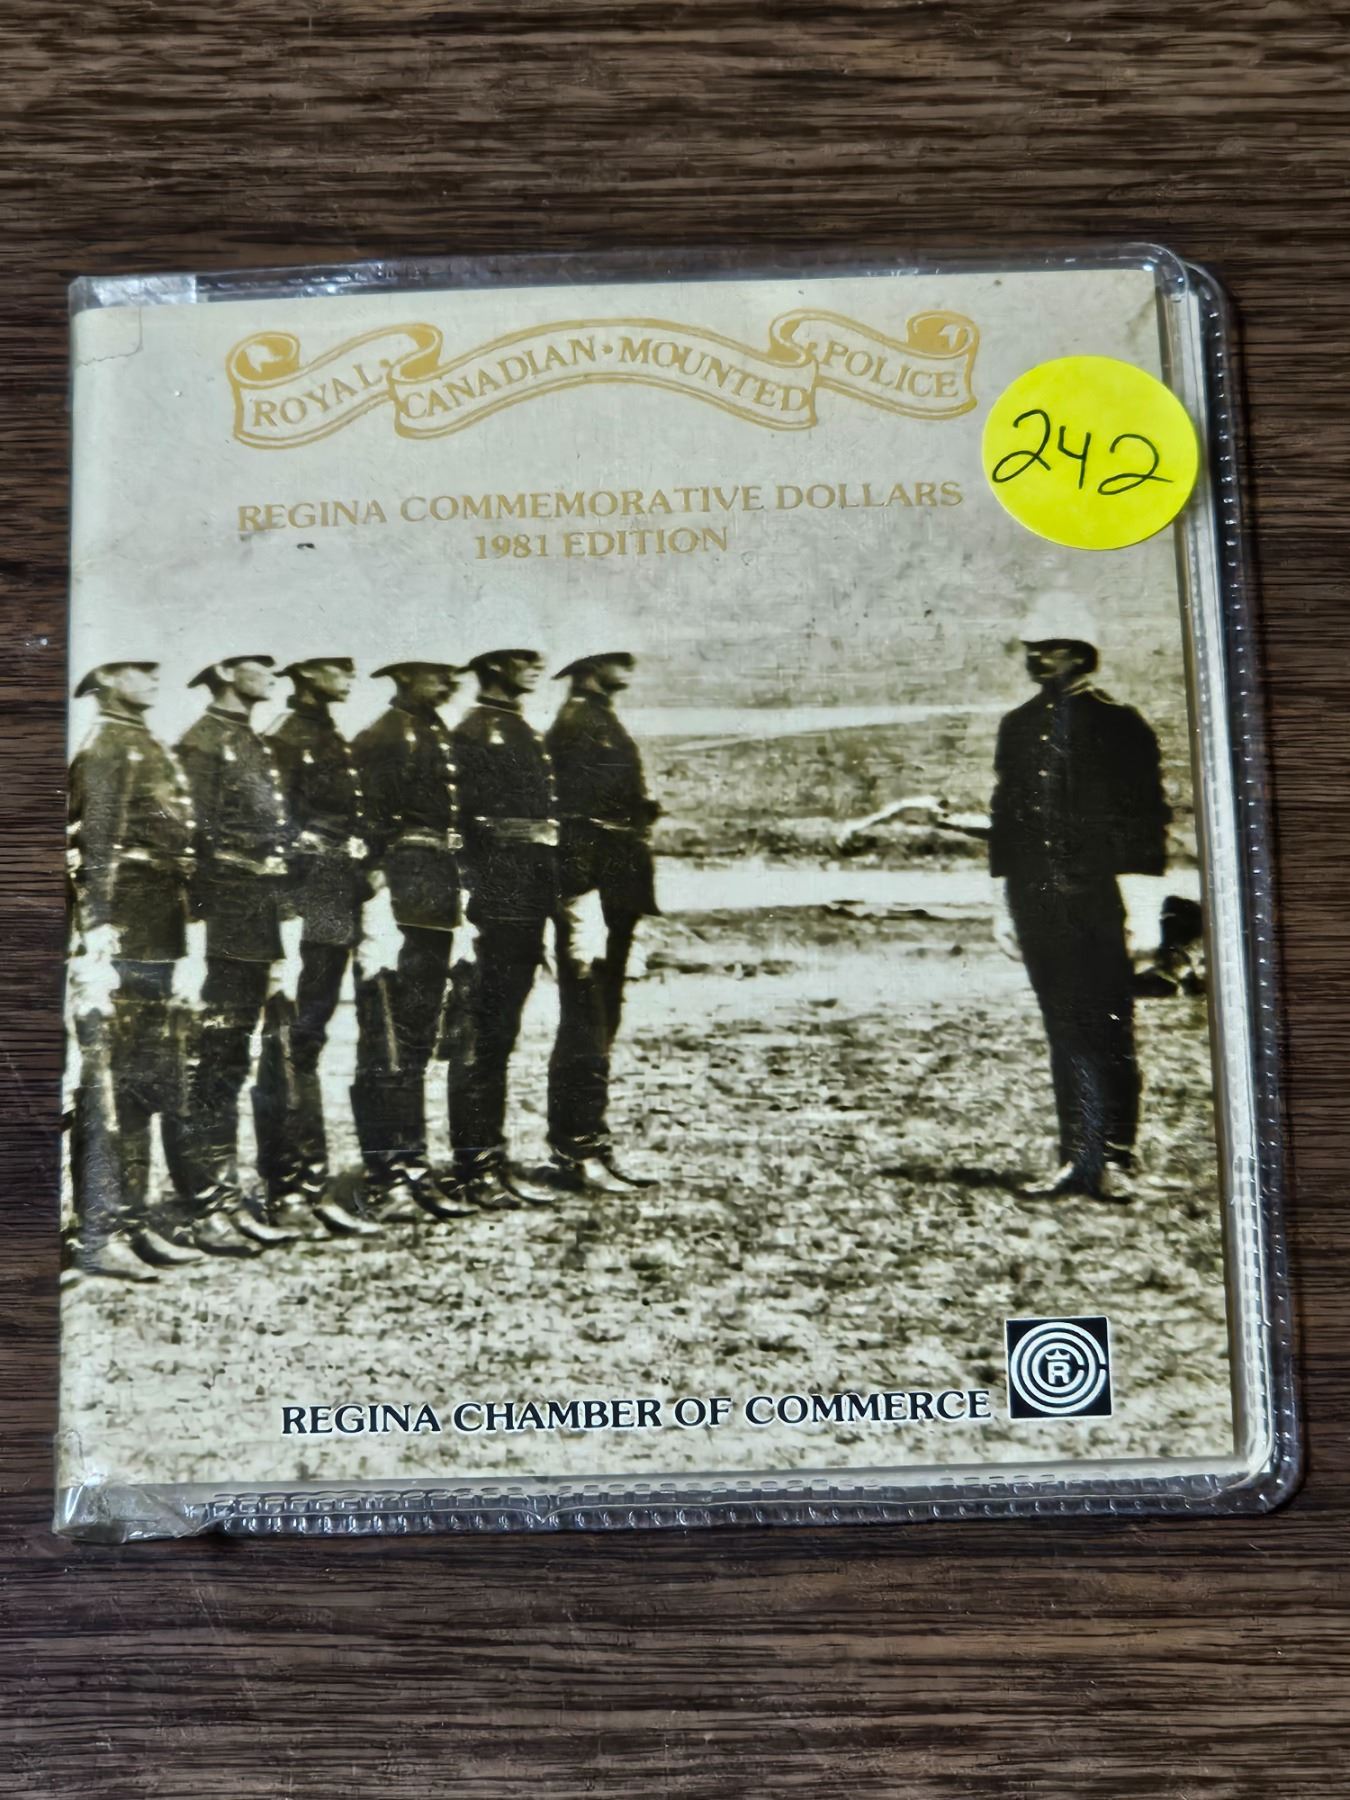 ROYAL · CANADIAN · MOUNTED · POLICE
242
REGINA COMMEMORATIVE DOLLARS
1981 EDITION
REGINA CHAMBER OF COMMERCE
R